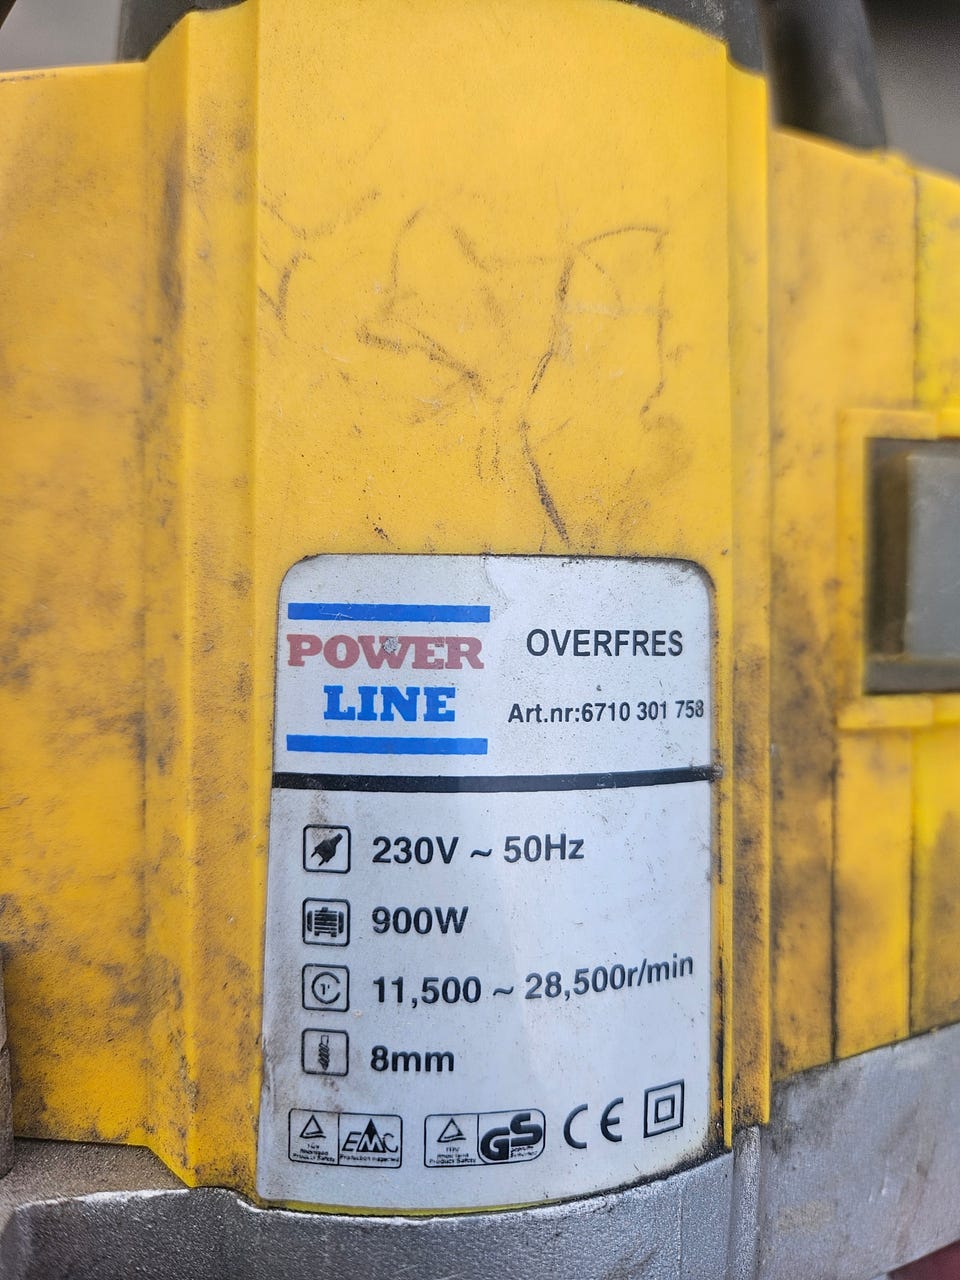 POWER
LINE
OVERFRES
Art.nr:6710 301 758
230V ~ 50Hz
900W
11,500 ~ 28,500r/min
8mm
EMC
GS
CE